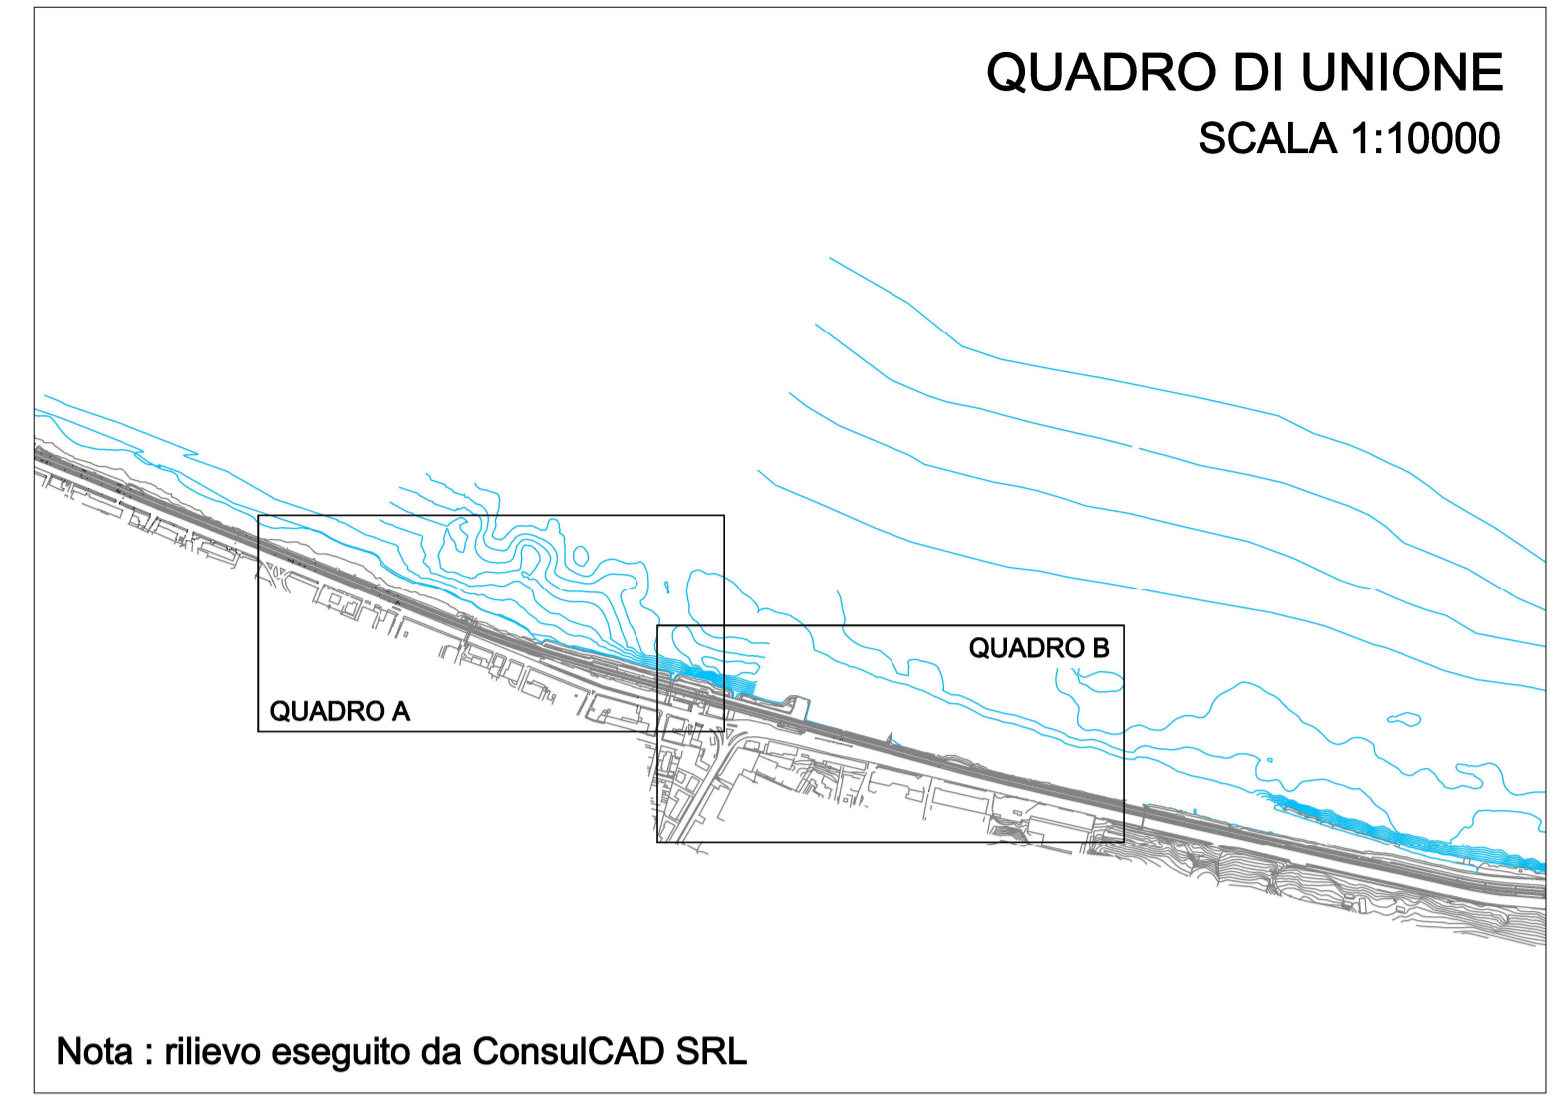 QUADRO DI UNIONE
SCALA 1:10000
QUADRO B
QUADRO A
Nota : rilievo eseguito da ConsulCAD SRL